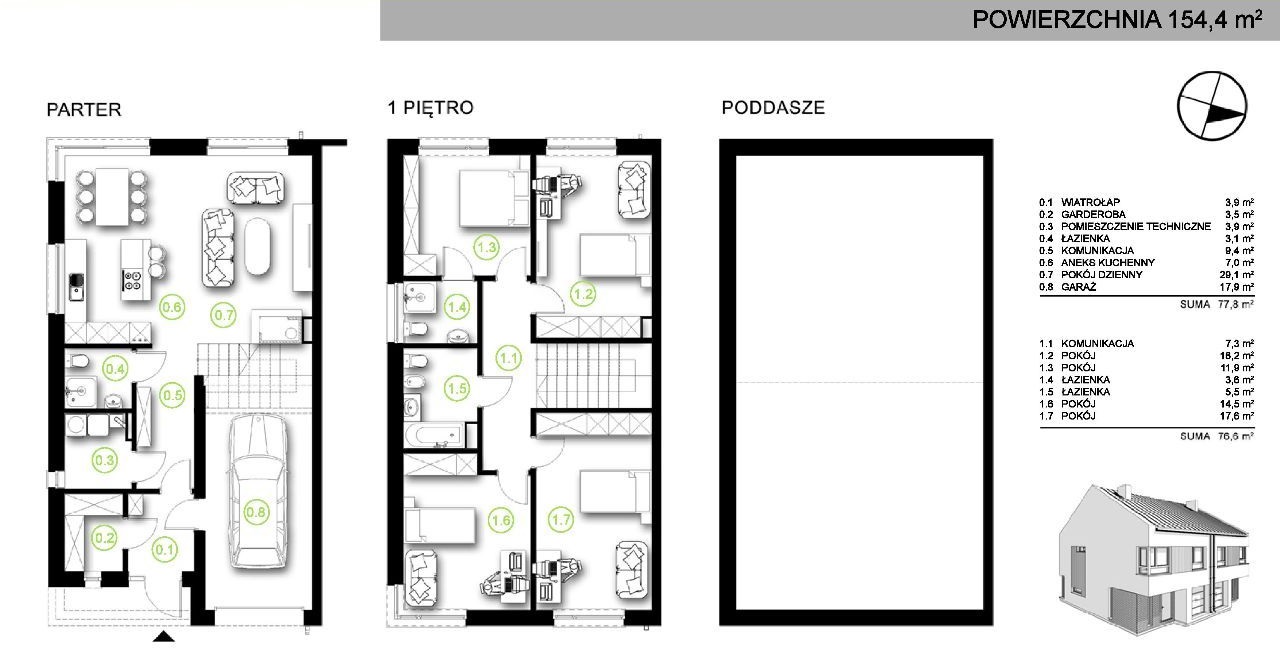 POWIERZCHNIA 154,4 m²
PARTER
1 PIĘTRO
PODDASZE
0.1 WIATROŁAP 3,9 m²
0.2 GARDEROBA 3,5 m²
0.3 POMIESZCZENIE TECHNICZNE 3,9 m²
0.4 ŁAZIENKA 3,1 m²
0.5 KOMUNIKACJA 9,4 m²
0.6 ANEKS KUCHENNY 7,0 m²
0.7 POKÓJ DZIENNY 29,1 m²
0.8 GARAŻ 17,9 m²
SUMA 77,8 m²
1.1 KOMUNIKACJA 7,3 m²
1.2 POKÓJ 16,2 m²
1.3 POKÓJ 11,9 m²
1.4 ŁAZIENKA 3,6 m²
1.5 ŁAZIENKA 5,5 m²
1.6 POKÓJ 14,5 m²
1.7 POKÓJ 17,6 m²
SUMA 76,6 m²
0.6
0.7
0.4
0.5
0.3
0.8
0.2
0.1
1.3
1.2
1.4
1.1
1.5
1.6
1.7